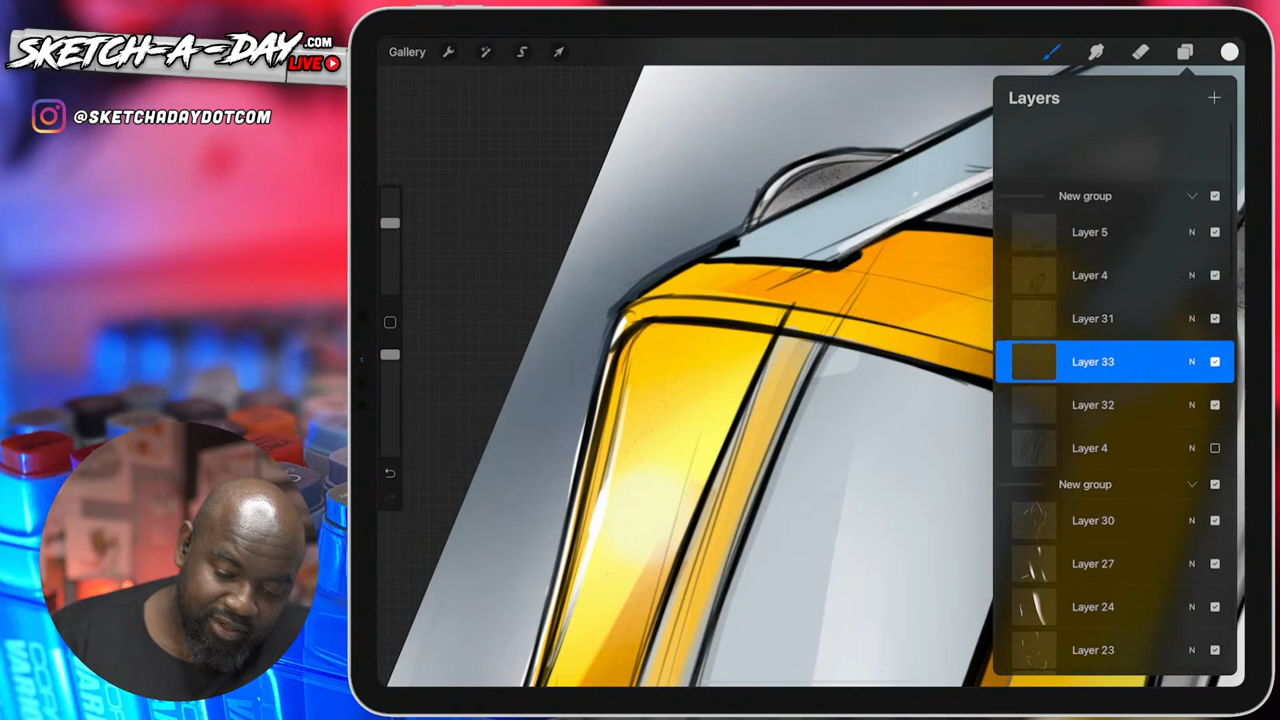 SKETCH-A-DAY.COM
LIVE
@SKETCHADAYDOTCOM
Gallery
Layers
New group
Layer 5 N
Layer 4 N
Layer 31 N
Layer 33 N
Layer 32 N
Layer 4 N
New group
Layer 30 N
Layer 27 N
Layer 24 N
Layer 23 N